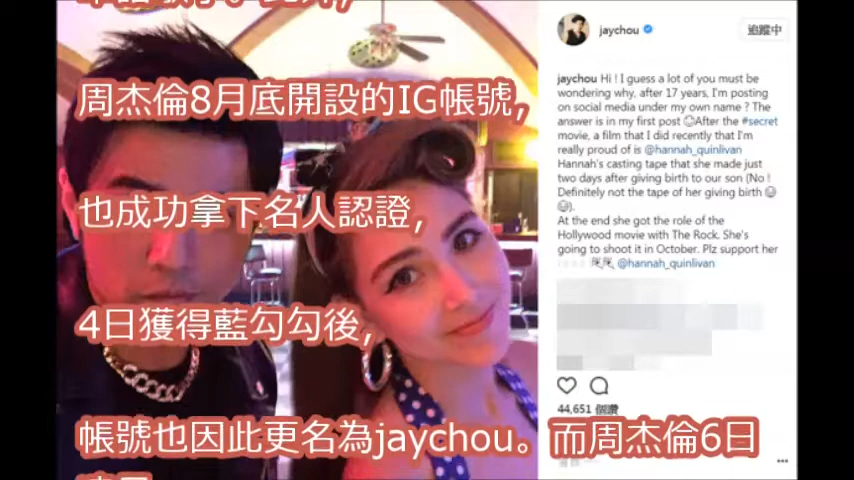 周杰倫8月底開設的IG帳號,
也成功拿下名人認證,
4日獲得藍勾勾後,
帳號也因此更名為jaychou。而周杰倫6日
jaychou
追蹤中
jaychou Hi ! I guess a lot of you must be
wondering why, after 17 years, I'm posting
on social media under my own name ? The
answer is in my first post 😊After the #secret
movie, a film that I did recently that I'm
really proud of is @hannah_quinlivan
Hannah's casting tape that she made just
two days after giving birth to our son (No !
Definitely not the tape of her giving birth 😄
😄).
At the end she got the role of the
Hollywood movie with The Rock. She's
going to shoot it in October. Plz support her
@hannah_quinlivan
44,651 個讚